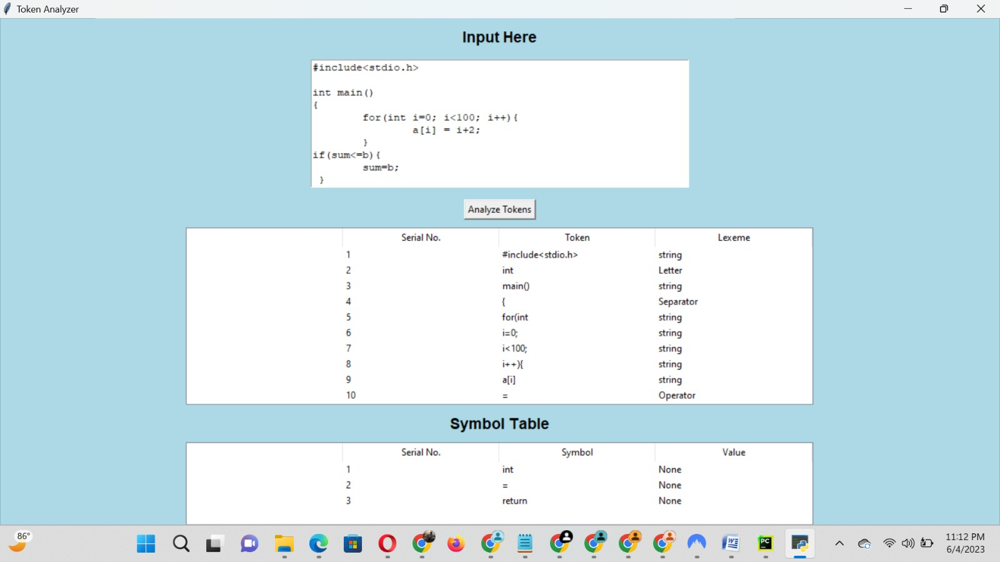 Token Analyzer
Input Here
#include<stdio.h>
int main()
{
for(int i=0; i<100; i++){
a[i] = i+2;
}
if(sum<=b){
sum=b;
}
Analyze Tokens
Serial No. Token Lexeme
1 #include<stdio.h> string
2 int Letter
3 main() string
4 { Separator
5 for(int string
6 i=0; string
7 i<100; string
8 i++){ string
9 a[i] string
10 = Operator
Symbol Table
Serial No. Symbol Value
1 int None
2 = None
3 return None
86°
PC
11:12 PM
6/4/2023